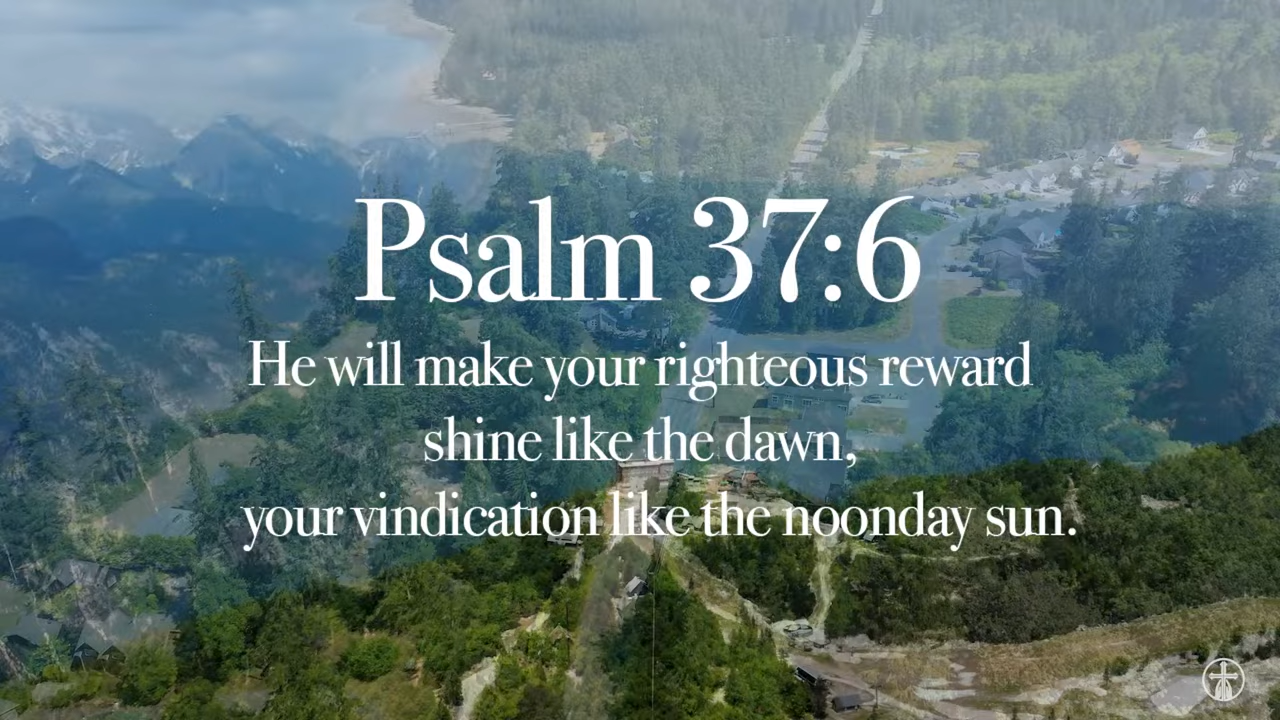 Psalm 37:6
He will make your righteous reward
shine like the dawn,
your vindication like the noonday sun.